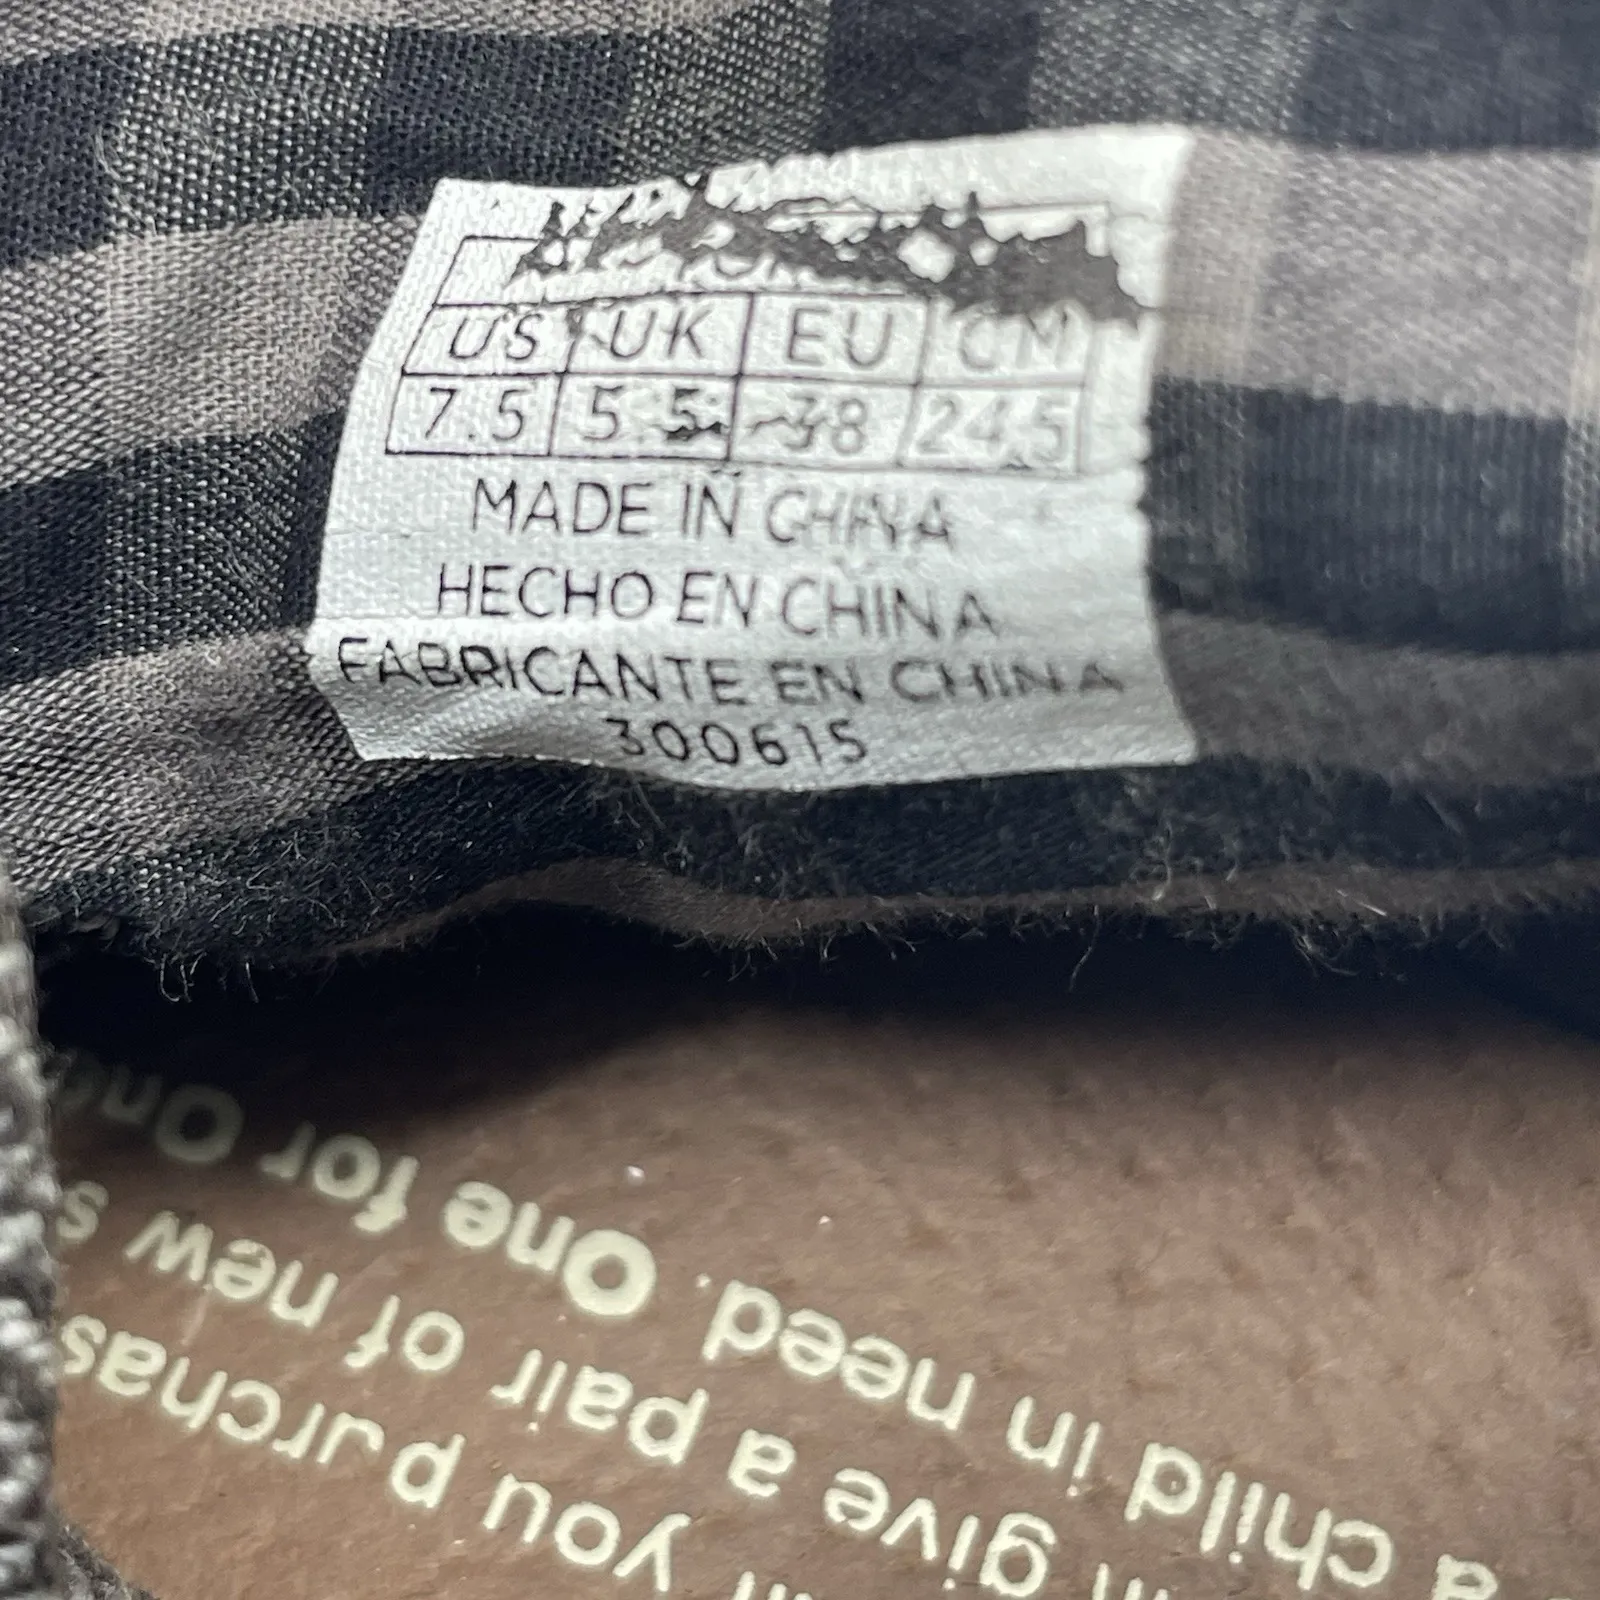 US UK EU CM
7.5 5.5 38 24.5
MADE IN CHINA
HECHO EN CHINA
FABRICANTE EN CHINA
300615
you purchas
give a pair of new s
a child in need. One for One